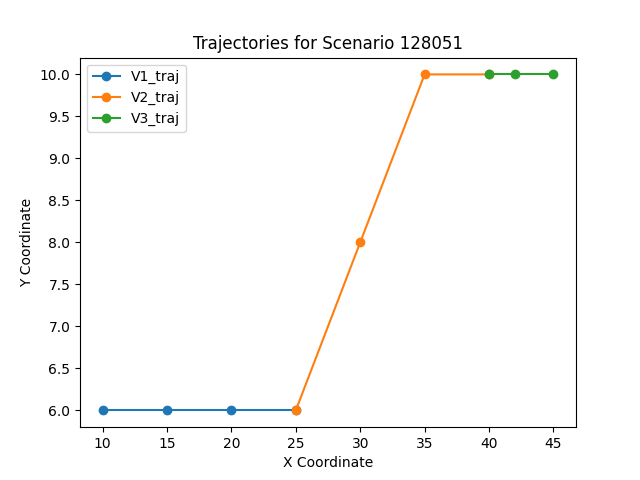 Trajectories for Scenario 128051
V1_traj
V2_traj
V3_traj
10.0
9.5
9.0
8.5
8.0
7.5
7.0
6.5
6.0
Y Coordinate
10 15 20 25 30 35 40 45
X Coordinate